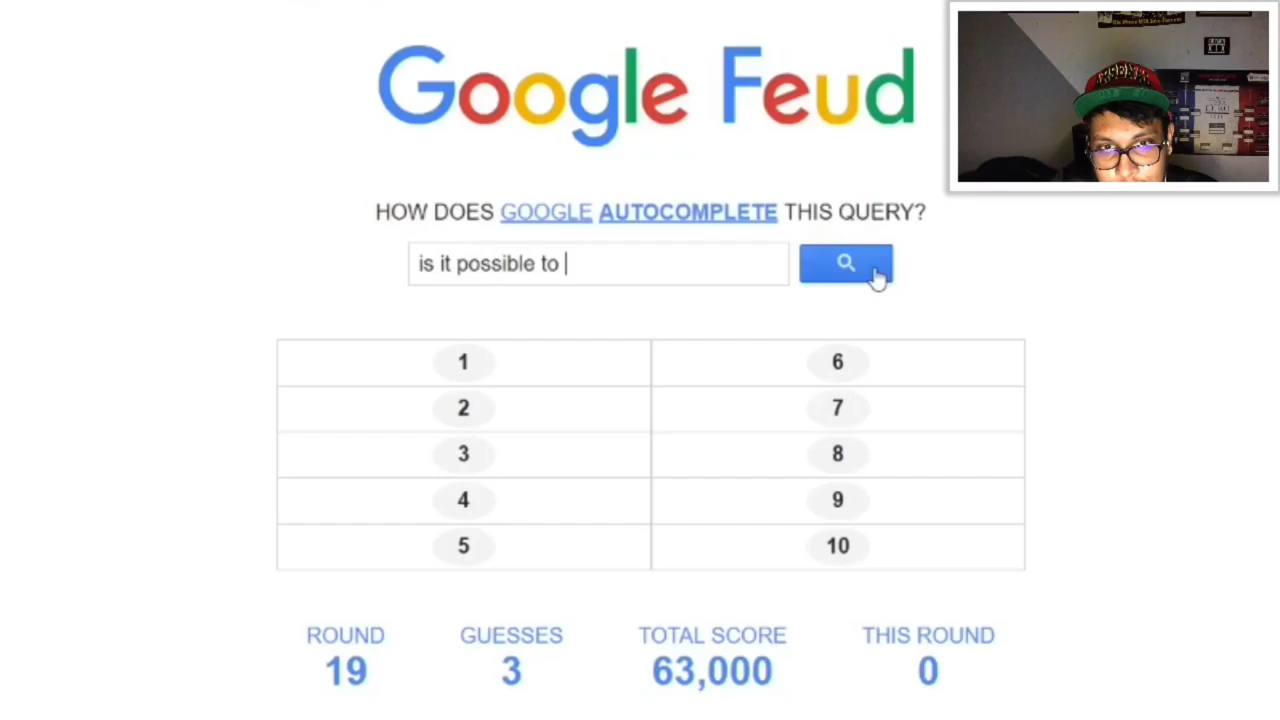 Google Feud
ARSENAL
HOW DOES GOOGLE AUTOCOMPLETE THIS QUERY?
is it possible to
1 6
2 7
3 8
4 9
5 10
ROUND GUESSES TOTAL SCORE THIS ROUND
19 3 63,000 0